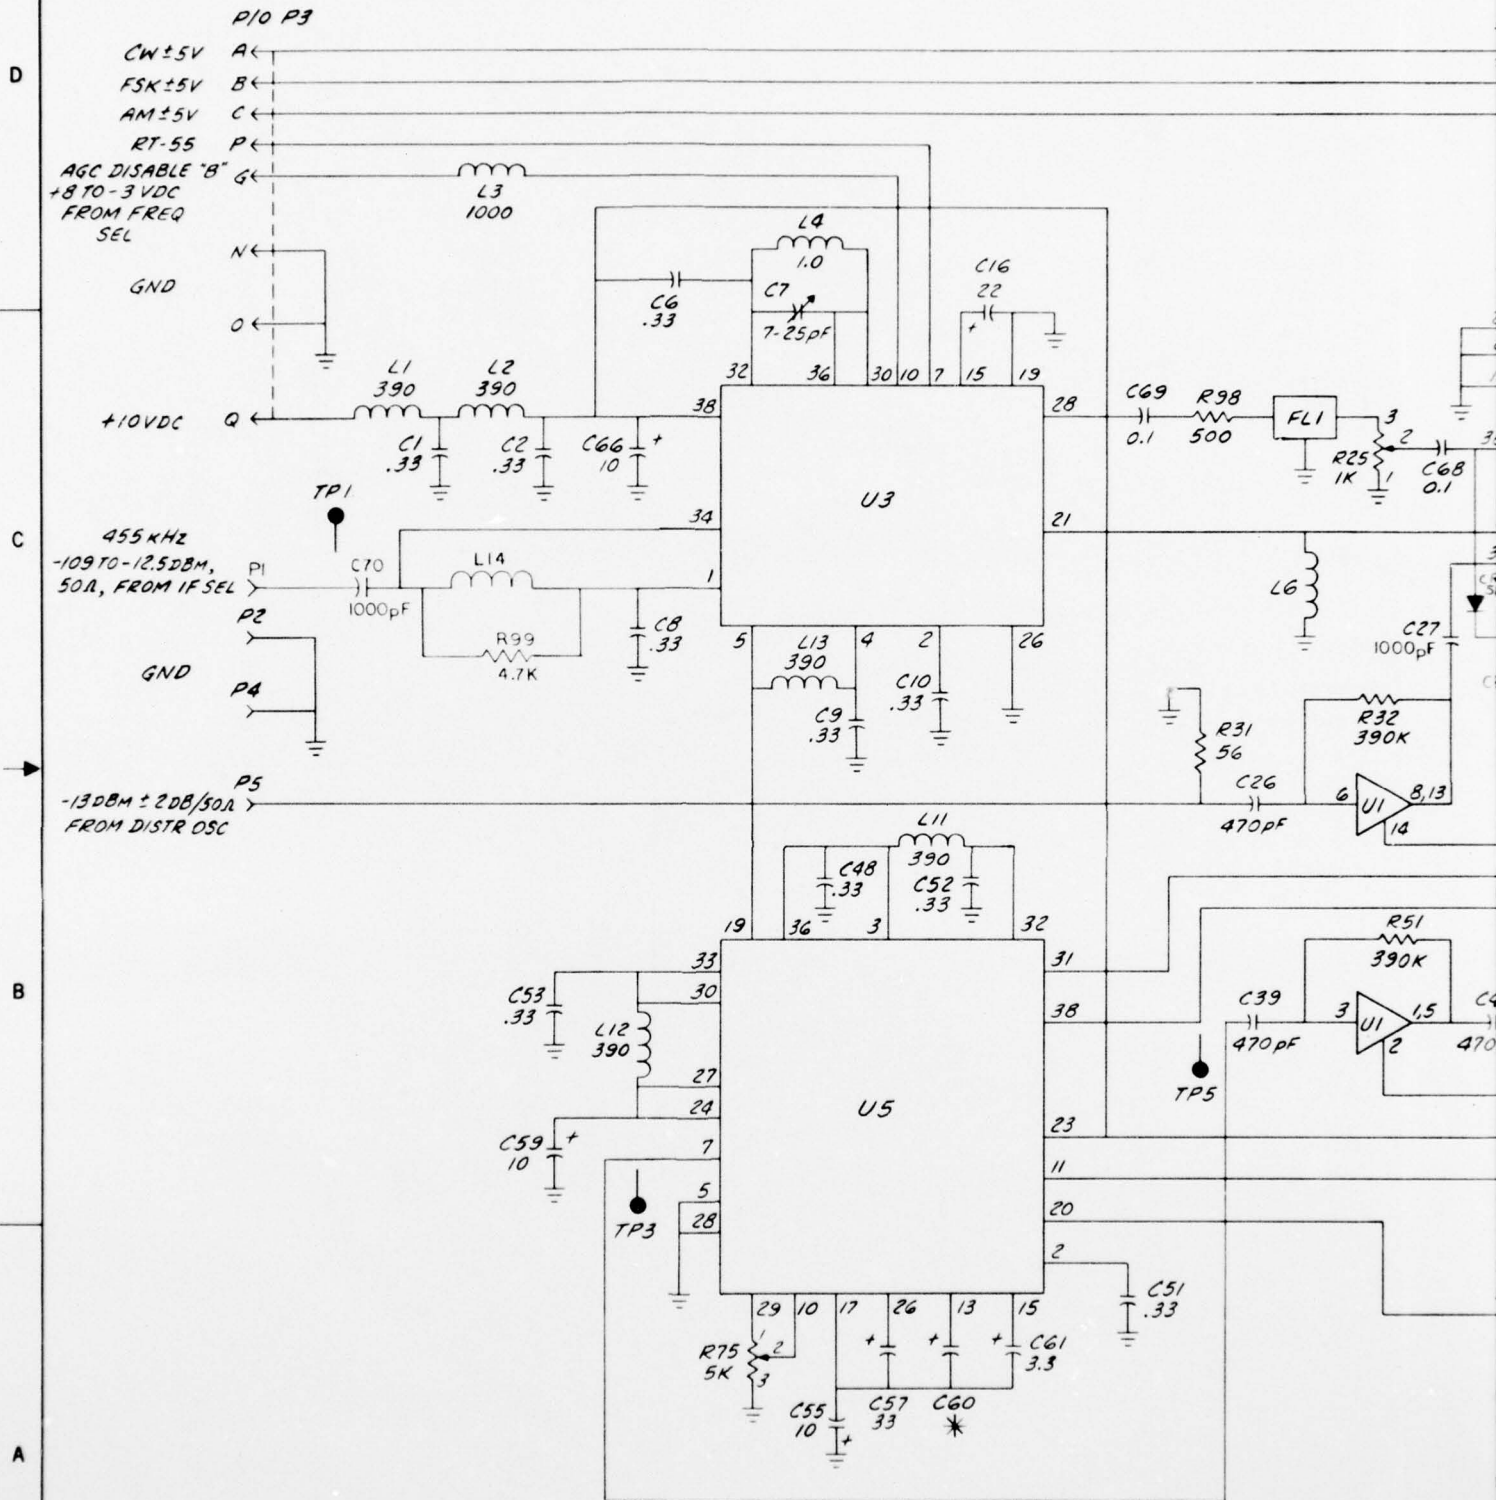 P/O P3
D
CW ±5V A
FSK ±5V B
AM ±5V C
RT-55 P
AGC DISABLE "B" G
+8 TO -3 VDC
FROM FREQ
SEL
L3
1000
N
GND
O
L4
1.0
C7
7-25pF
C6
.33
C16
22
+
L1
390
L2
390
+10VDC Q
C1
.33
C2
.33
C66
10
+
32 36 30 10 7 15 19
38
28
34
21
1
U3
5 4 2 26
C69
0.1
R98
500
FL1
3
2
1
R25
1K
C68
0.1
TP1
C
455 KHZ
-109 TO -12.5 DBM,
50Ω, FROM IF SEL
P1
C70
1000pF
L14
R99
4.7K
C8
.33
P2
GND
P4
L13
390
C9
.33
C10
.33
L6
C27
1000pF
R31
56
R32
390K
C26
470pF
6
U1
8,13
14
P5
-13 DBM ± 2 DB/50Ω
FROM DISTR OSC
L11
390
C48
.33
C52
.33
19 36 3 32
33
30
27
24
7
5
28
31
38
23
11
20
2
U5
29 10 17 26 13 15
B
C53
.33
L12
390
C59
10
+
TP3
R51
390K
C39
470pF
3
U1
1,5
2
470
TP5
C51
.33
R75
5K
1
2
3
C55
10
+
+
C57
33
+
C60
*
+
C61
3.3
A